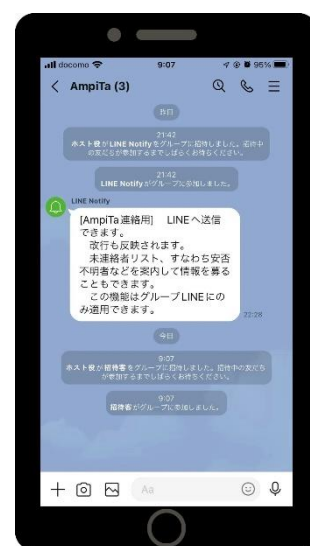 docomo 9:07 95%
AmpiTa (3)
昨日
21:42
ホスト役がLINE Notifyをグループに招待しました。招待中
の友だちが参加するまでしばらくお待ちください。
21:42
LINE Notifyがグループに参加しました。
LINE Notify
[AmpiTa連絡用] LINEへ送信
できます。
改行も反映されます。
未連絡者リスト、すなわち安否
不明者などを案内して情報を募る
こともできます。
この機能はグループLINEにの
み適用できます。
22:28
今日
9:07
ホスト役が招待客をグループに招待しました。招待中の友だち
が参加するまでしばらくお待ちください。
9:07
招待客がグループに参加しました。
Aa